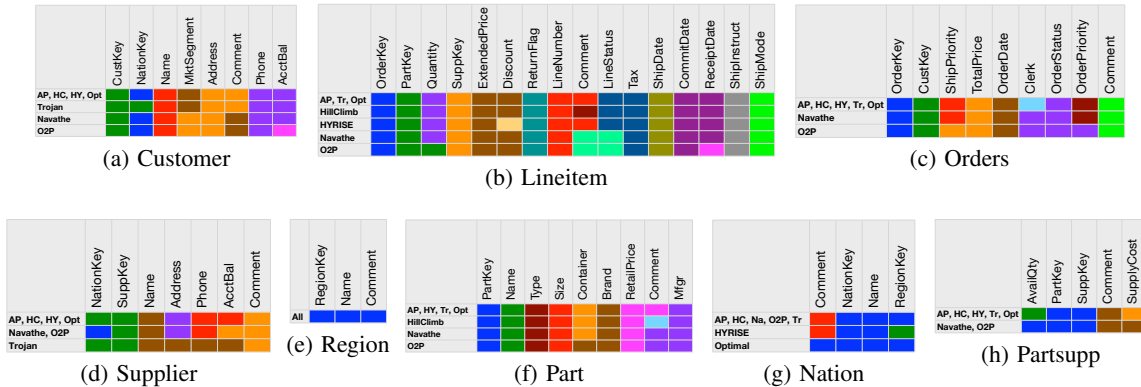 CustKey
NationKey
Name
MktSegment
Address
Comment
Phone
AcctBal
AP, HC, HY, Opt
Trojan
Navathe
O2P
(a) Customer
OrderKey
PartKey
Quantity
SuppKey
ExtendedPrice
Discount
ReturnFlag
LineNumber
Comment
LineStatus
Tax
ShipDate
CommitDate
ReceiptDate
ShipInstruct
ShipMode
AP, Tr, Opt
HillClimb
HYRISE
Navathe
O2P
(b) Lineitem
OrderKey
CustKey
ShipPriority
TotalPrice
OrderDate
Clerk
OrderStatus
OrderPriority
Comment
AP, HC, HY, Tr, Opt
Navathe
O2P
(c) Orders
NationKey
SuppKey
Name
Address
Phone
AcctBal
Comment
AP, HC, HY, Opt
Navathe, O2P
Trojan
(d) Supplier
RegionKey
Name
Comment
All
(e) Region
PartKey
Name
Type
Size
Container
Brand
RetailPrice
Comment
Mfgr
AP, HY, Tr, Opt
HillClimb
Navathe
O2P
(f) Part
Comment
NationKey
Name
RegionKey
AP, HC, Na, O2P, Tr
HYRISE
Optimal
(g) Nation
AvailQty
PartKey
SuppKey
Comment
SupplyCost
AP, HC, HY, Tr, Opt
Navathe, O2P
(h) Partsupp